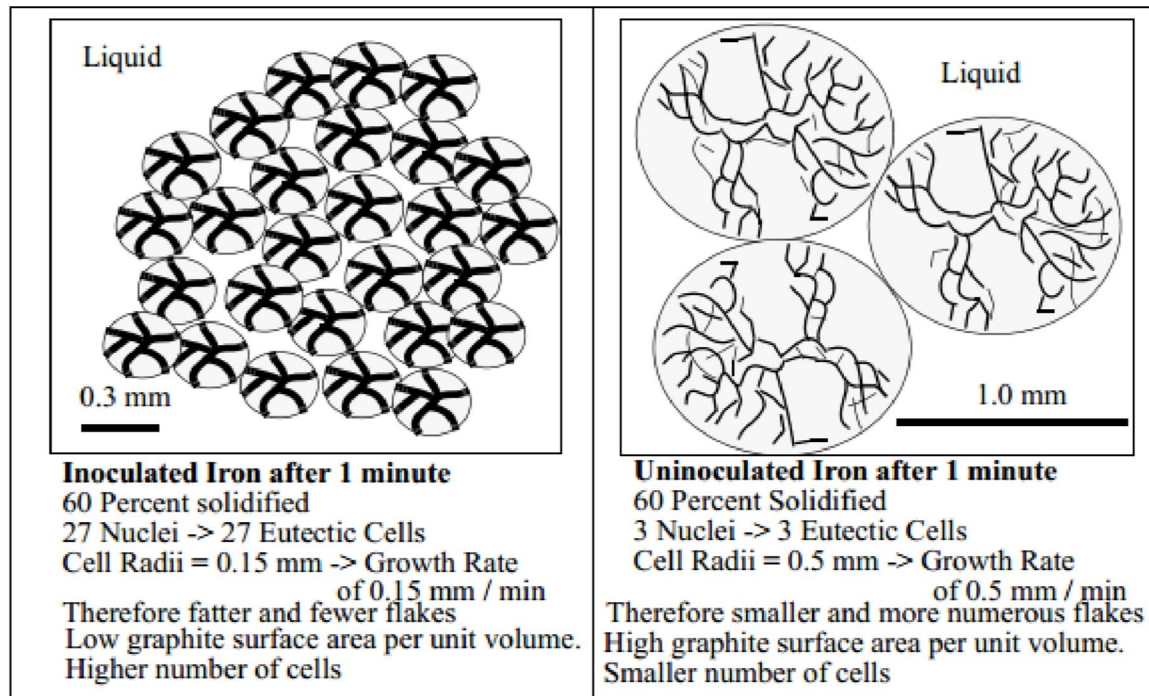 Liquid
0.3 mm
Inoculated Iron after 1 minute
60 Percent solidified
27 Nuclei -> 27 Eutectic Cells
Cell Radii = 0.15 mm -> Growth Rate
of 0.15 mm / min
Therefore fatter and fewer flakes
Low graphite surface area per unit volume.
Higher number of cells
Liquid
1.0 mm
Uninoculated Iron after 1 minute
60 Percent Solidified
3 Nuclei -> 3 Eutectic Cells
Cell Radii = 0.5 mm -> Growth Rate
of 0.5 mm / min
Therefore smaller and more numerous flakes
High graphite surface area per unit volume.
Smaller number of cells